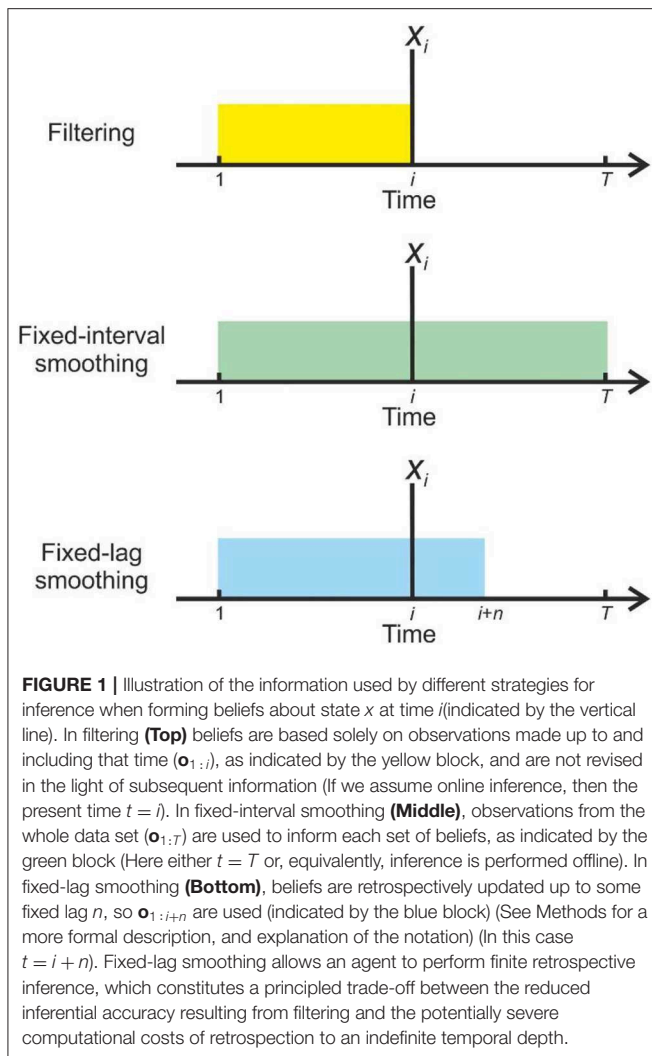 X_i
Filtering
1 i T
Time
X_i
Fixed-interval
smoothing
1 i T
Time
X_i
Fixed-lag
smoothing
1 i i+n T
Time
FIGURE 1 | Illustration of the information used by different strategies for
inference when forming beliefs about state x at time i(indicated by the vertical
line). In filtering (Top) beliefs are based solely on observations made up to and
including that time (o_{1:i}), as indicated by the yellow block, and are not revised
in the light of subsequent information (If we assume online inference, then the
present time t = i). In fixed-interval smoothing (Middle), observations from the
whole data set (o_{1:T}) are used to inform each set of beliefs, as indicated by the
green block (Here either t = T or, equivalently, inference is performed offline). In
fixed-lag smoothing (Bottom), beliefs are retrospectively updated up to some
fixed lag n, so o_{1:i+n} are used (indicated by the blue block) (See Methods for a
more formal description, and explanation of the notation) (In this case
t = i + n). Fixed-lag smoothing allows an agent to perform finite retrospective
inference, which constitutes a principled trade-off between the reduced
inferential accuracy resulting from filtering and the potentially severe
computational costs of retrospection to an indefinite temporal depth.